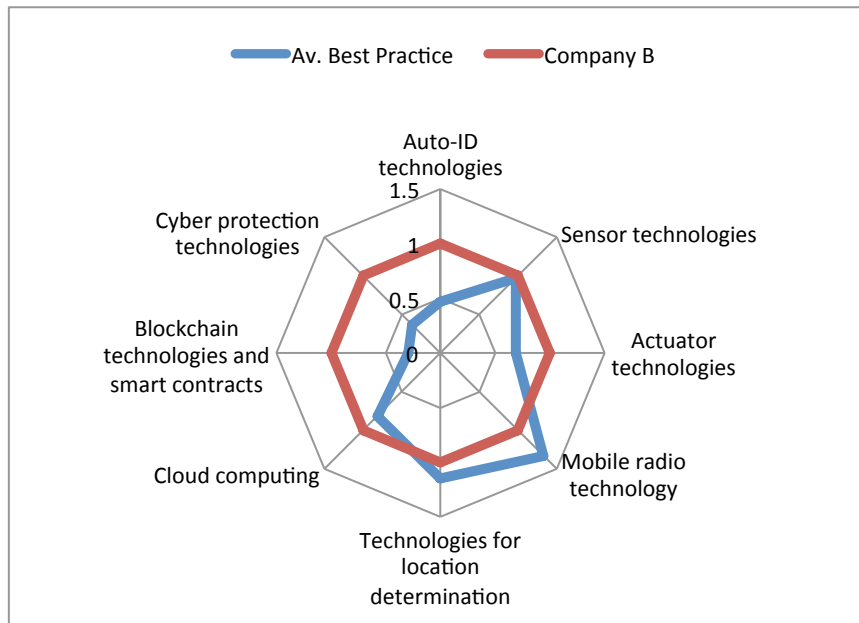 Av. Best Practice
Company B
Auto-ID
technologies
1.5
Cyber protection
technologies
Sensor technologies
1
0.5
Blockchain
technologies and
smart contracts
0
Actuator
technologies
Cloud computing
Mobile radio
technology
Technologies for
location
determination